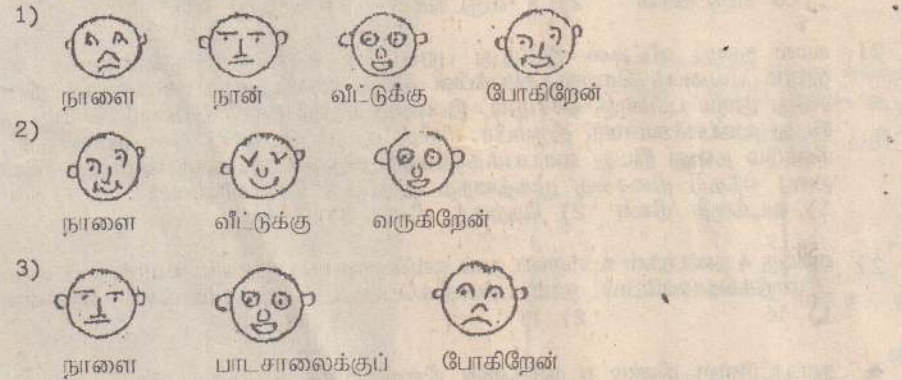 1)
நாளை நான் வீட்டுக்கு போகிறேன்
2)
நாளை வீட்டுக்கு வருகிறேன்
3)
நாளை பாடசாலைக்குப் போகிறேன்